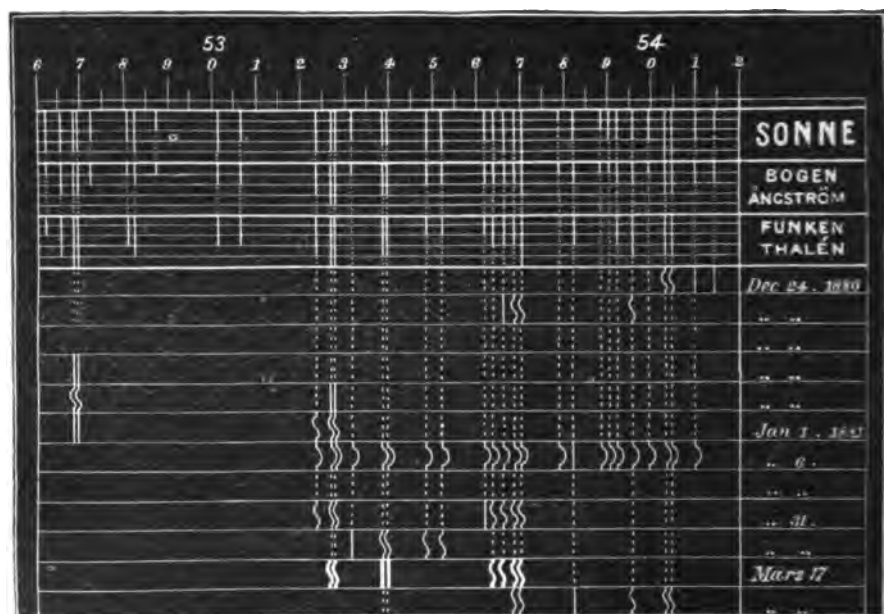 53 54
6 7 8 9 0 1 2 3 4 5 6 7 8 9 0 1 2
SONNE
BOGEN
ÅNGSTRÖM
FUNKEN
THALÉN
Dec 24. 1880
" "
" "
" "
" "
Jan 1. 1881
" 6.
" "
" 31.
" "
März 17
" "